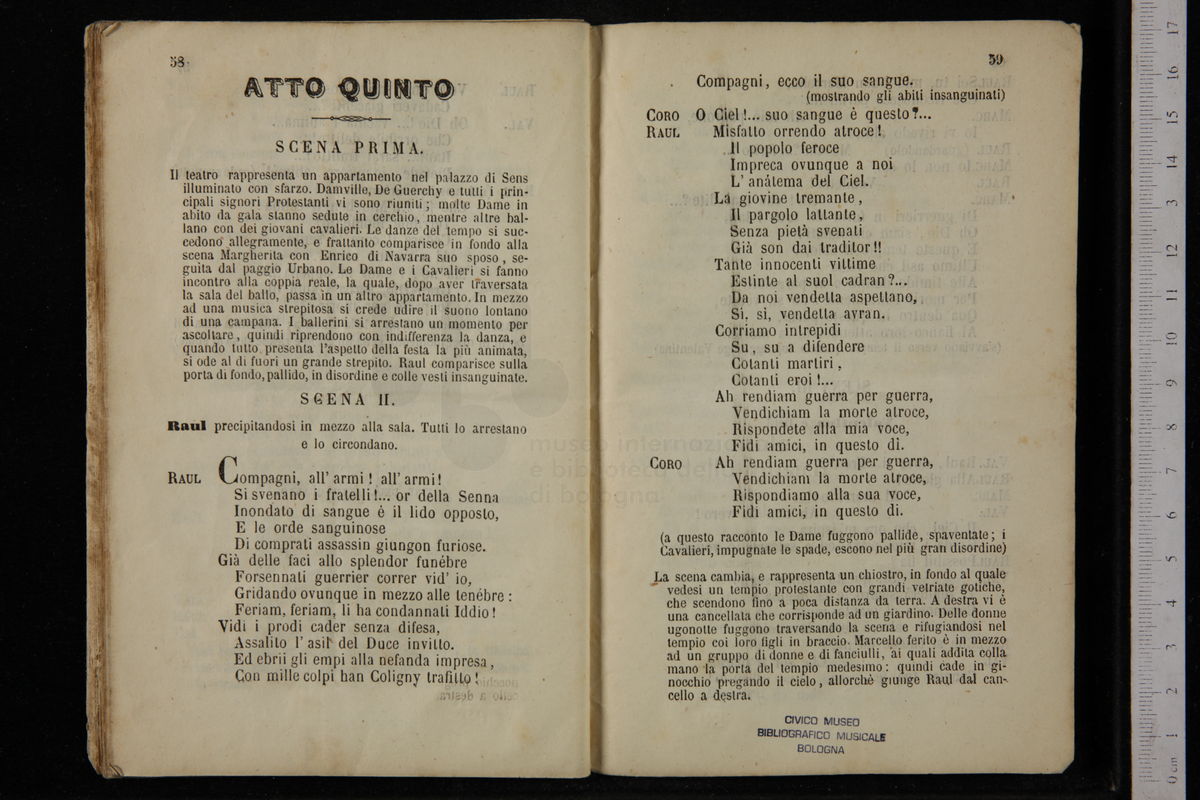 58
ATTO QUINTO
SCENA PRIMA.
Il teatro rappresenta un appartamento nel palazzo di Sens
illuminato con sfarzo. Damville, De Guerchy e tutti i prin-
cipali signori Protestanti vi sono riuniti; molte Dame in
abito da gala stanno sedute in cerchio, mentre altre bal-
lano con dei giovani cavalieri. Le danze del tempo si suc-
cedono allegramente, e frattanto comparisce in fondo alla
scena Margherita con Enrico di Navarra suo sposo, se-
guita dal paggio Urbano. Le Dame e i Cavalieri si fanno
incontro alla coppia reale, la quale, dopo aver traversata
la sala del ballo, passa in un altro appartamento. In mezzo
ad una musica strepitosa si crede udire il suono lontano
di una campana. I ballerini si arrestano un momento per
ascoltare, quindi riprendono con indifferenza la danza, e
quando tutto presenta l'aspetto della festa la più animata,
si ode al di fuori un grande strepito. Raul comparisce sulla
porta di fondo, pallido, in disordine e colle vesti insanguinate.
SCENA II.
Raul precipitandosi in mezzo alla sala. Tutti lo arrestano
e lo circondano.
RAUL Compagni, all' armi! all' armi!
Si svenano i fratelli!... or della Senna
Inondato di sangue è il lido opposto,
E le orde sanguinose
Di comprati assassin giungon furiose.
Già delle faci allo splendor funébre
Forsennati guerrier correr vid' io,
Gridando ovunque in mezzo alle tenébre:
Feriam, feriam, li ha condannati Iddio!
Vidi i prodi cader senza difesa,
Assalito l' asil del Duce invitto.
Ed ebrii gli empi alla nefanda impresa,
Con mille colpi han Coligny trafitto!
59
Compagni, ecco il suo sangue.
(mostrando gli abiti insanguinati)
CORO O Ciel!... suo sangue è questo?...
RAUL Misfatto orrendo atroce!
Il popolo feroce
Impreca ovunque a noi
L' anátema del Ciel.
La giovine tremante,
Il pargolo lattante,
Senza pietà svenati
Già son dai traditor!!
Tante innocenti vittime
Estinte al suol cadran?...
Da noi vendetta aspettano,
Sì, sì, vendetta avran.
Corriamo intrepidi
Su, su a difendere
Cotanti martiri,
Cotanti eroi!...
Ah rendiam guerra per guerra,
Vendichiam la morte atroce,
Rispondete alla mia voce,
Fidi amici, in questo dì.
CORO Ah rendiam guerra per guerra,
Vendichiam la morte atroce,
Rispondiamo alla sua voce,
Fidi amici, in questo dì.
(a questo racconto le Dame fuggono pallide, spaventate; i
Cavalieri, impugnate le spade, escono nel più gran disordine)
La scena cambia, e rappresenta un chiostro, in fondo al quale
vedesi un tempio protestante con grandi vetriate gotiche,
che scendono fino a poca distanza da terra. A destra vi è
una cancellata che corrisponde ad un giardino. Delle donne
ugonotte fuggono traversando la scena e rifugiandosi nel
tempio coi loro figli in braccio. Marcello ferito è in mezzo
ad un gruppo di donne e di fanciulli, ai quali addita colla
mano la porta del tempio medesimo: quindi cade in gi-
nocchio pregando il cielo, allorchè giunge Raul dal can-
cello a destra.
CIVICO MUSEO
BIBLIOGRAFICO MUSICALE
BOLOGNA